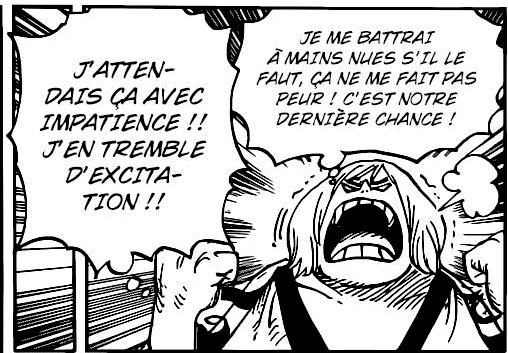 J'ATTEN-
DAIS ÇA AVEC
IMPATIENCE !!
J'EN TREMBLE
D'EXCITA-
TION !!
JE ME BATTRAI
À MAINS NUES S'IL LE
FAUT, ÇA NE ME FAIT PAS
PEUR ! C'EST NOTRE
DERNIÈRE CHANCE !